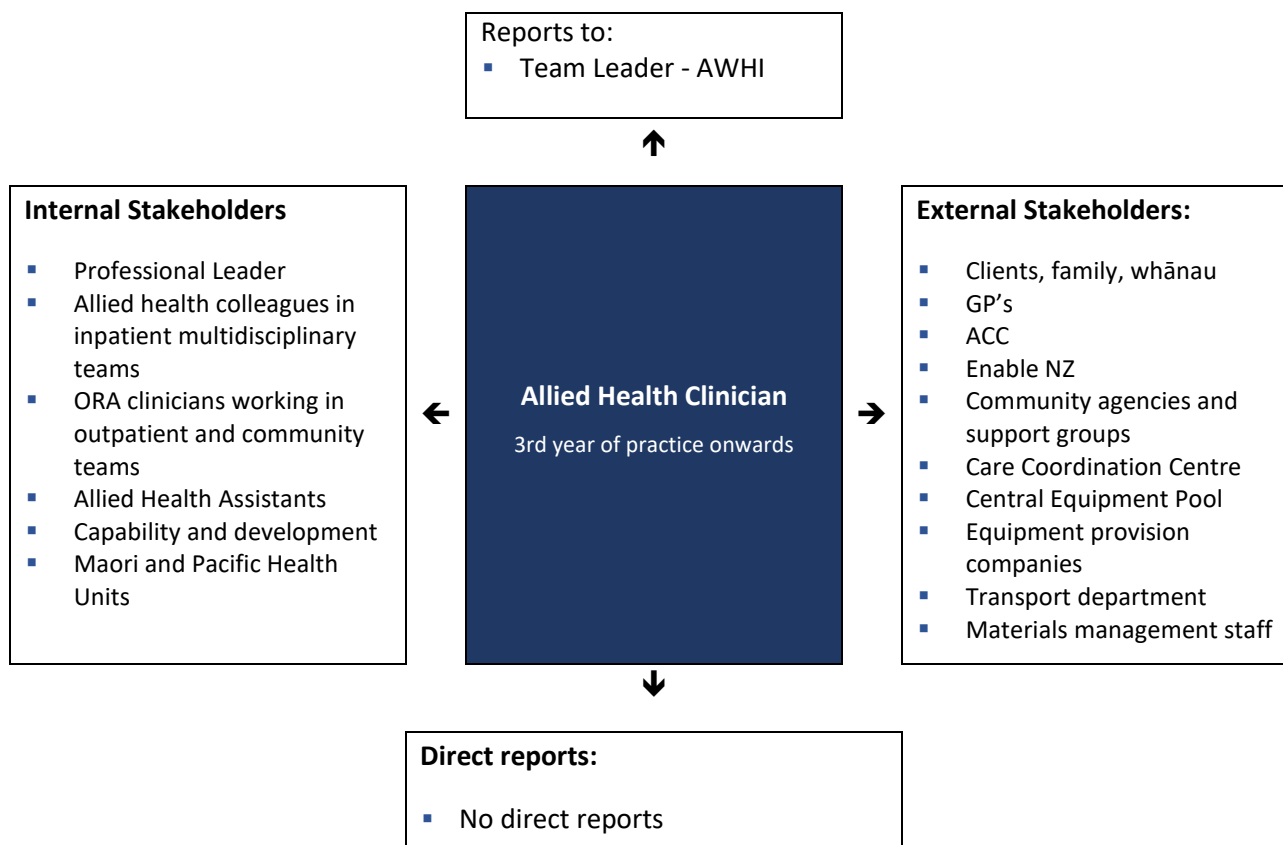 Reports to:
▪ Team Leader - AWHI
Internal Stakeholders
▪ Professional Leader
▪ Allied health colleagues in
inpatient multidisciplinary
teams
▪ ORA clinicians working in
outpatient and community
teams
▪ Allied Health Assistants
▪ Capability and development
▪ Maori and Pacific Health
Units
Allied Health Clinician
3rd year of practice onwards
External Stakeholders:
▪ Clients, family, whānau
▪ GP's
▪ ACC
▪ Enable NZ
▪ Community agencies and
support groups
▪ Care Coordination Centre
▪ Central Equipment Pool
▪ Equipment provision
companies
▪ Transport department
▪ Materials management staff
Direct reports:
▪ No direct reports